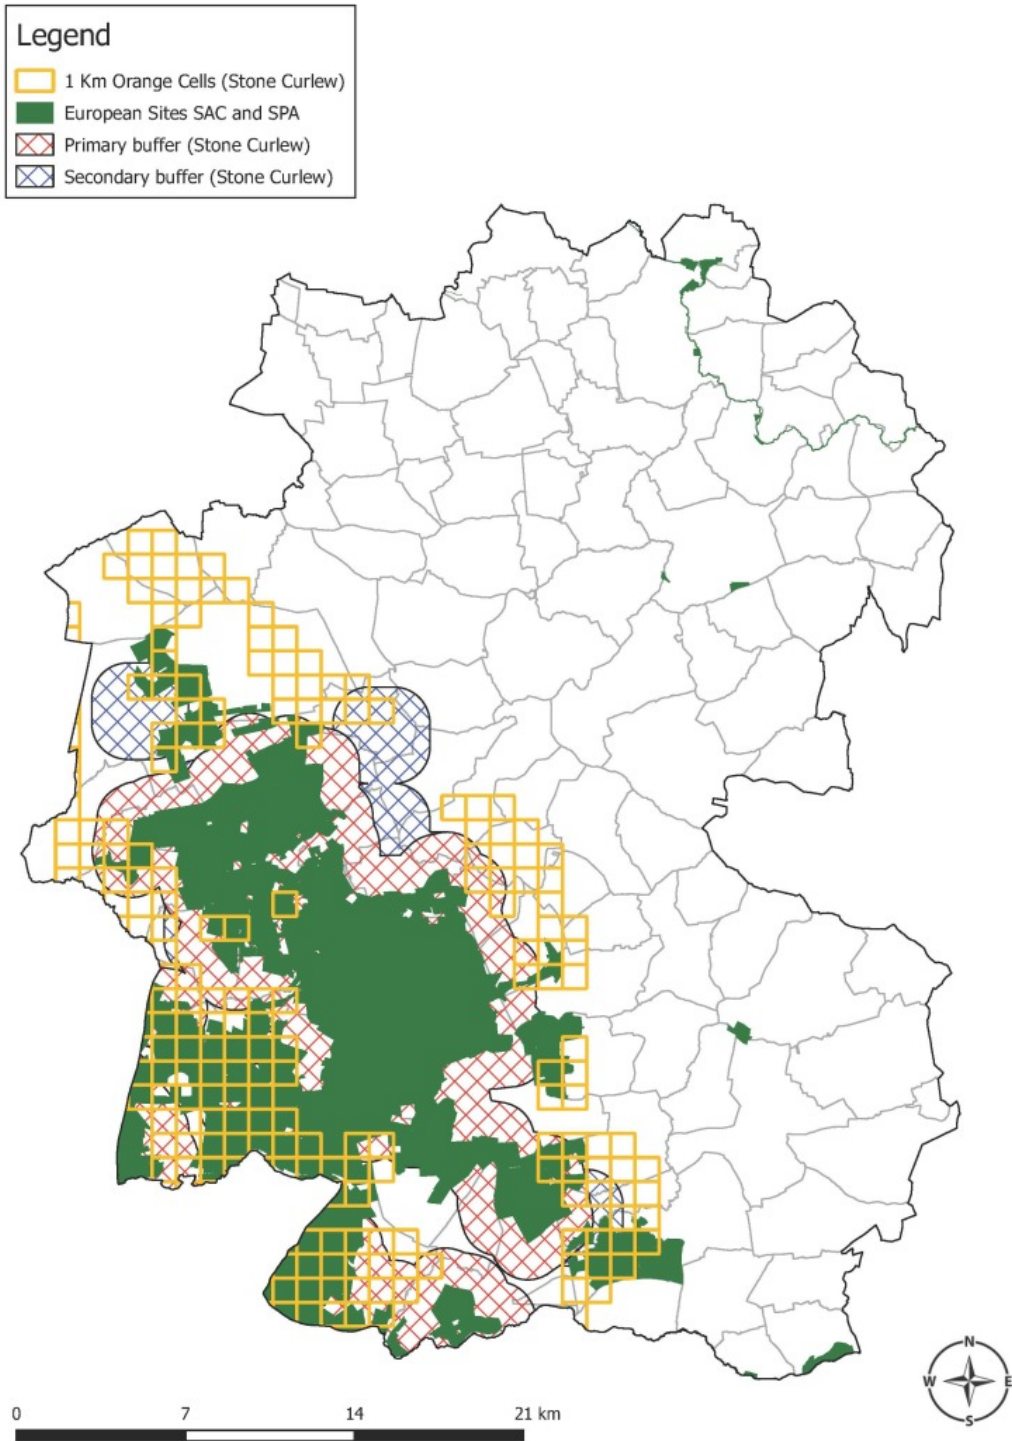 Legend
1 Km Orange Cells (Stone Curlew)
European Sites SAC and SPA
Primary buffer (Stone Curlew)
Secondary buffer (Stone Curlew)
N
W E
S
0 7 14 21 km